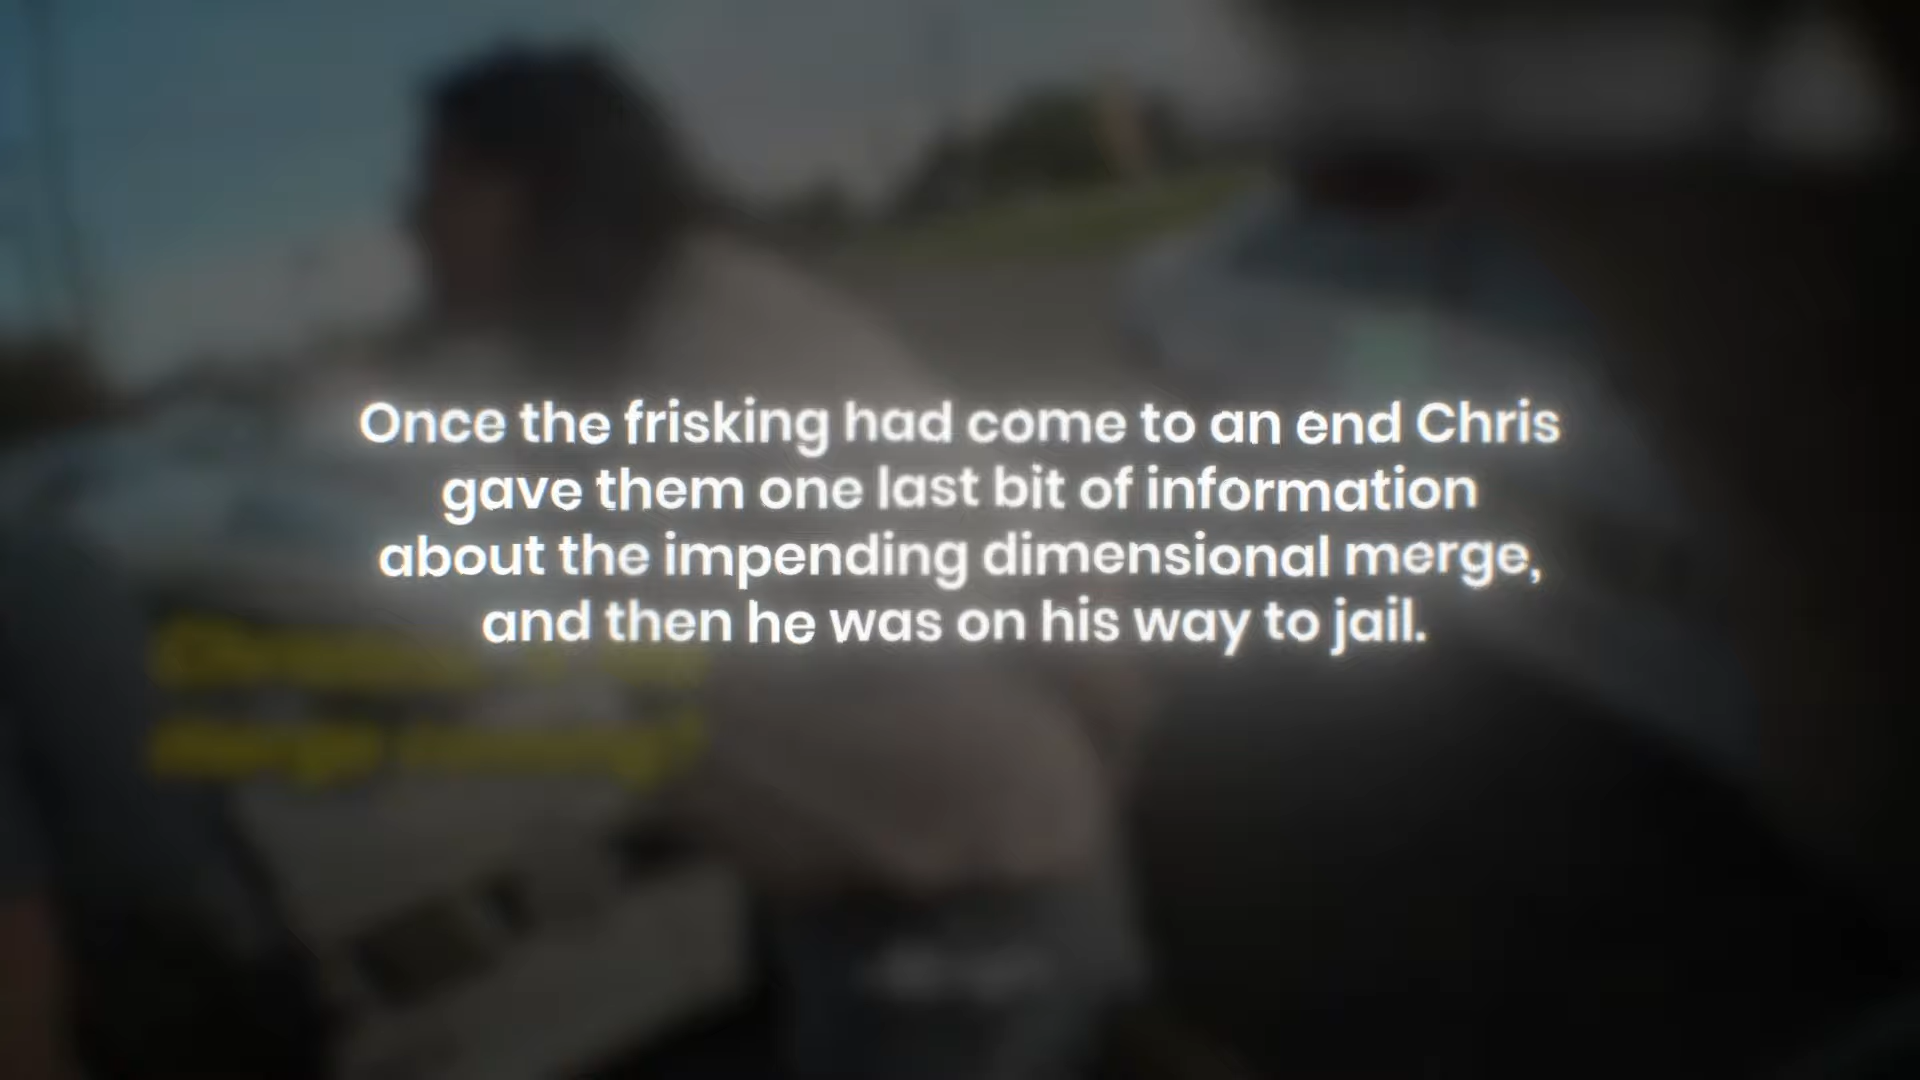 Once the frisking had come to an end Chris
gave them one last bit of information
about the impending dimensional merge,
and then he was on his way to jail.